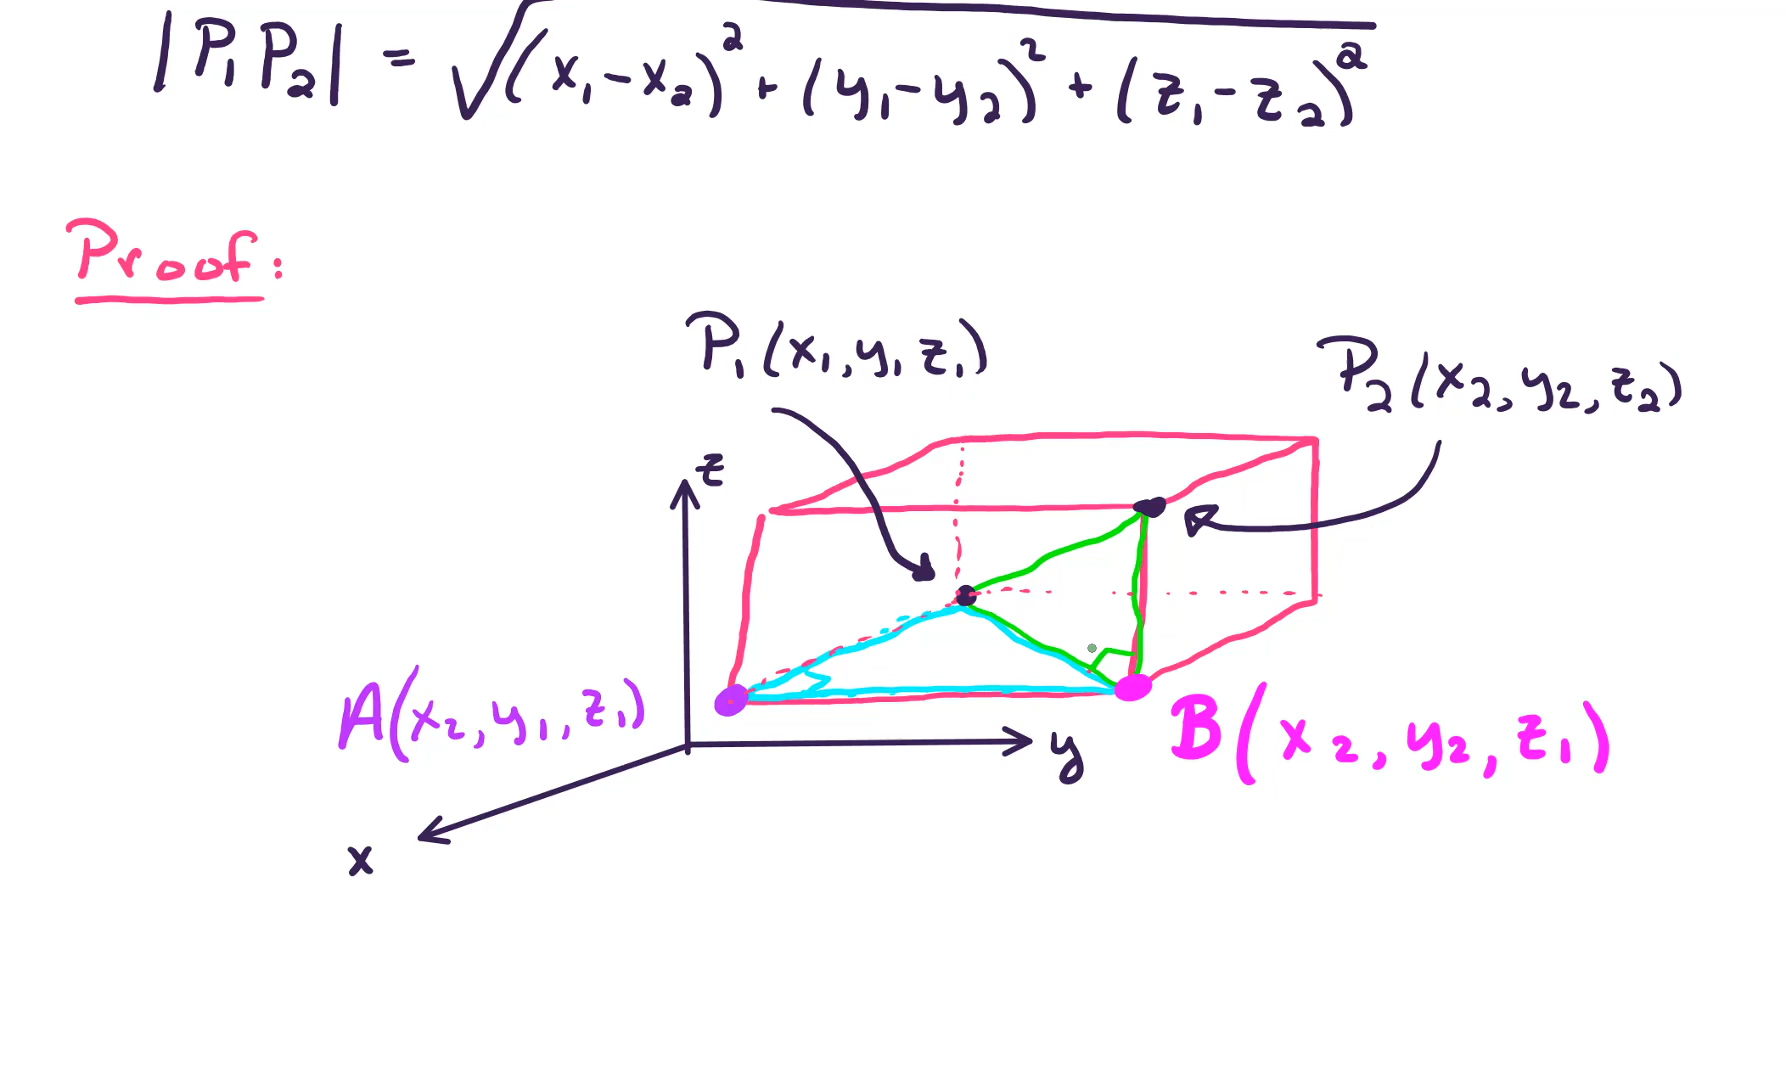 |P₁P₂| = √(x₁-x₂)² + (y₁-y₂)² + (z₁-z₂)²
Proof:
P₁(x₁,y₁,z₁)
P₂(x₂,y₂,z₂)
z
A(x₂,y₁,z₁)
B(x₂,y₂,z₁)
y
x